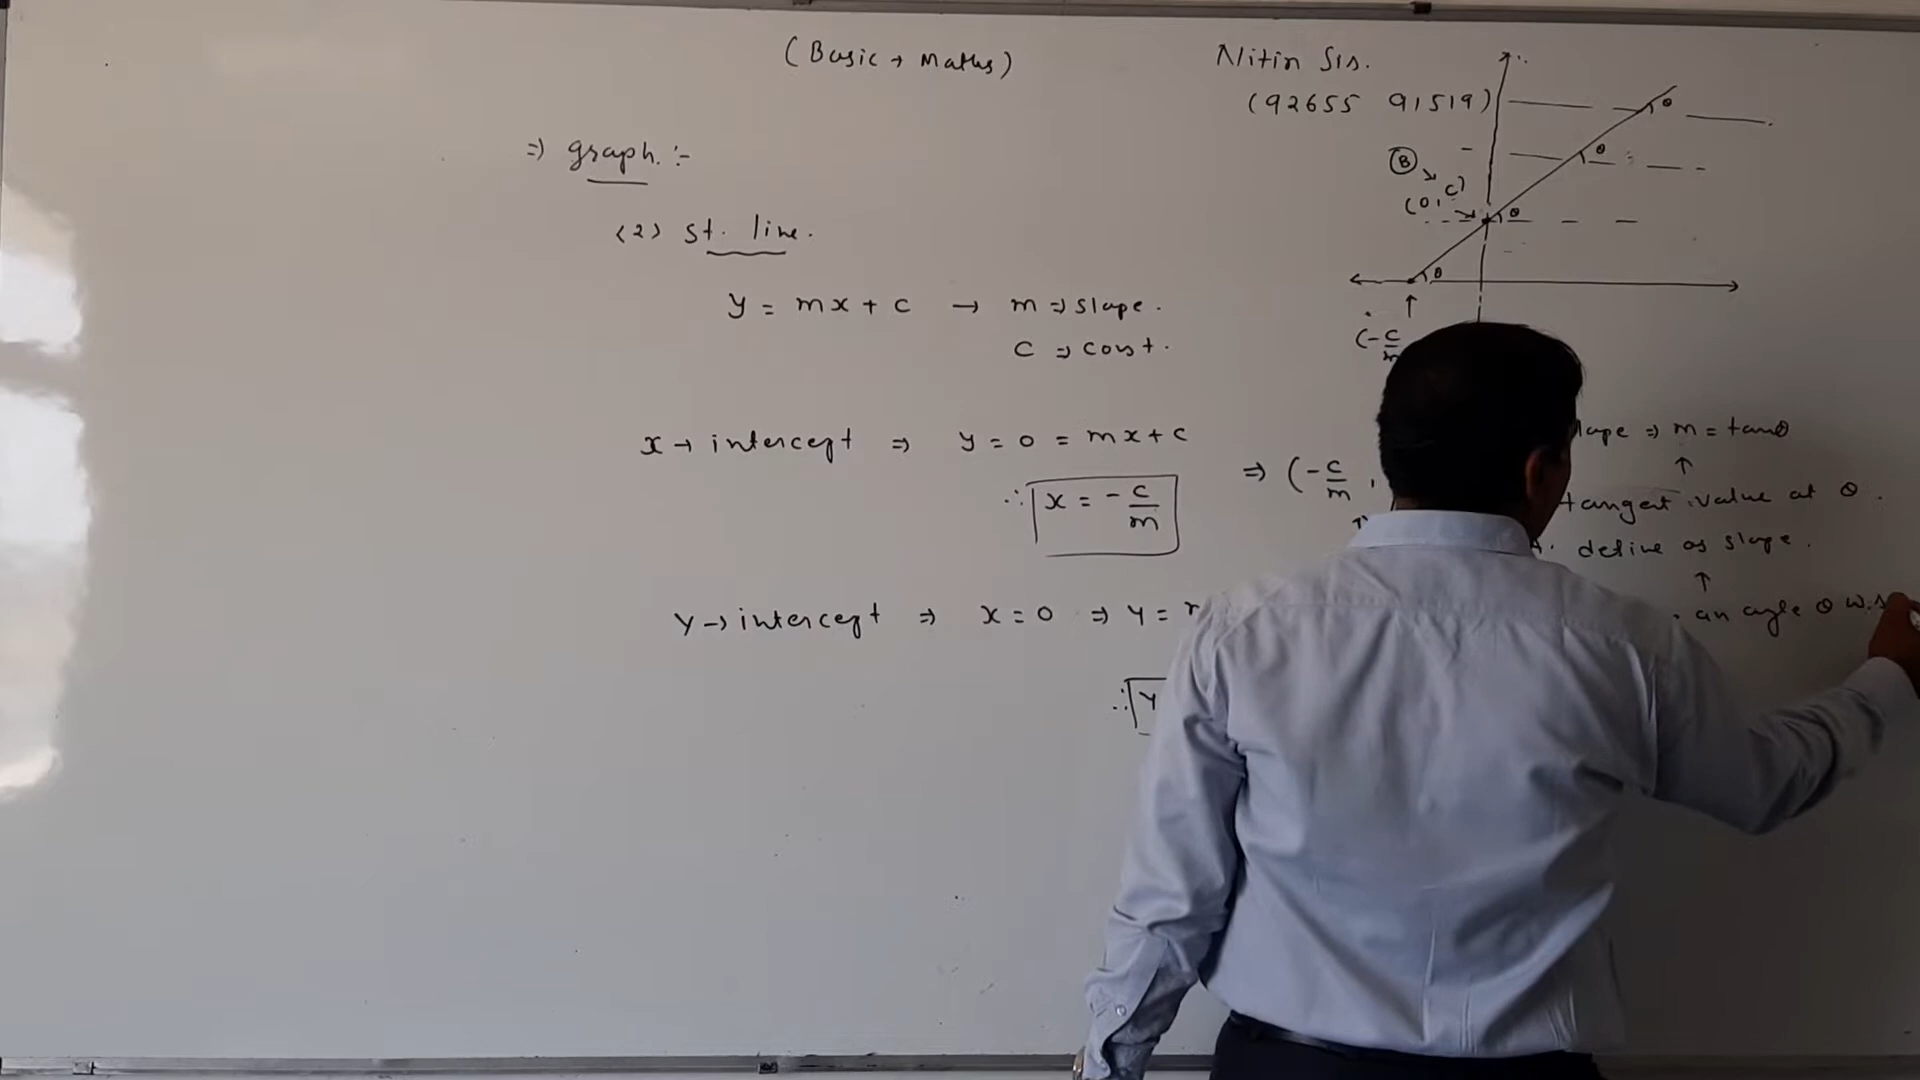 (Basic → Maths)
Nitin Sir.
(92655 91519)
⇒ graph. :-
(2) St. line.
y = mx + c → m ⇒ slope.
c ⇒ const.
x → intercept ⇒ y = 0 = mx + c
∴ x = -c/m
⇒ (-c/m ,
Y → intercept ⇒ x = 0 ⇒ y =
∴ y
B
(0, c)
θ
θ
θ
θ
(-c/m
lope ⇒ m = tanθ
↑
tangent value at θ.
define as slope.
↑
an angle θ w.r